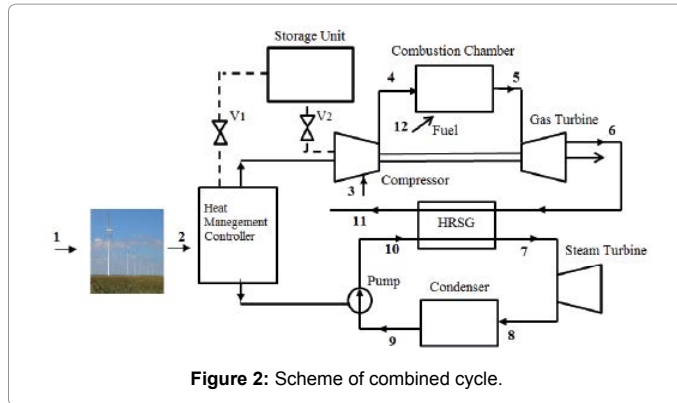 Storage Unit
Combustion Chamber
4
5
V1
V2
12
Fuel
Gas Turbine
6
3
Compressor
Heat
Manegement
Controller
1
2
11
HRSG
10
7
Steam Turbine
Pump
Condenser
9
8
Figure 2: Scheme of combined cycle.